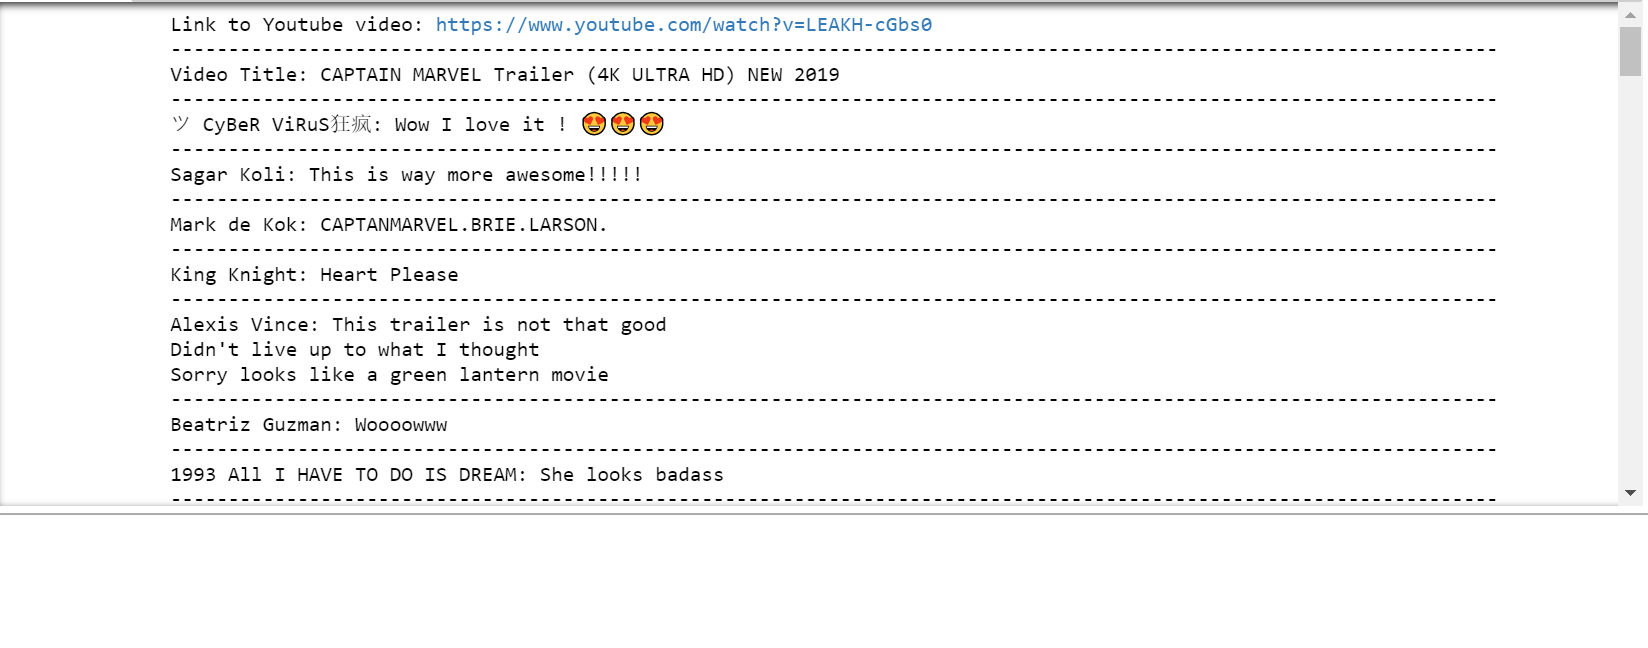 Link to Youtube video: https://www.youtube.com/watch?v=LEAKH-cGbs0
-------------------------------------------------------------------------------------------------------------------
Video Title: CAPTAIN MARVEL Trailer (4K ULTRA HD) NEW 2019
-------------------------------------------------------------------------------------------------------------------
ツ CyBeR ViRuS狂疯: Wow I love it ! 😍😍😍
-------------------------------------------------------------------------------------------------------------------
Sagar Koli: This is way more awesome!!!!!
-------------------------------------------------------------------------------------------------------------------
Mark de Kok: CAPTANMARVEL.BRIE.LARSON.
-------------------------------------------------------------------------------------------------------------------
King Knight: Heart Please
-------------------------------------------------------------------------------------------------------------------
Alexis Vince: This trailer is not that good
Didn't live up to what I thought
Sorry looks like a green lantern movie
-------------------------------------------------------------------------------------------------------------------
Beatriz Guzman: Woooowww
-------------------------------------------------------------------------------------------------------------------
1993 All I HAVE TO DO IS DREAM: She looks badass
-------------------------------------------------------------------------------------------------------------------